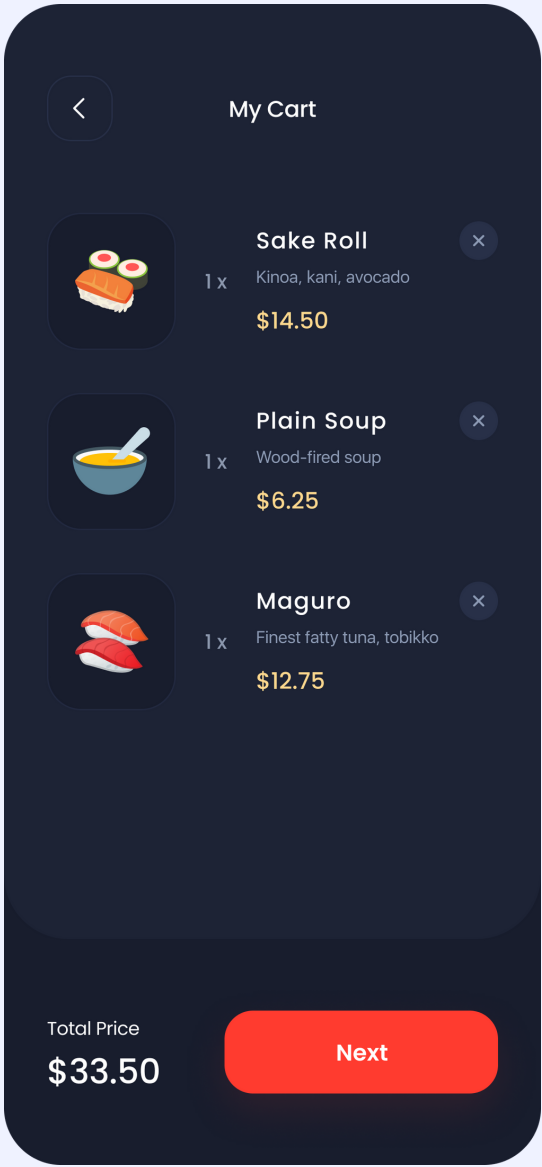 My Cart
Sake Roll
1 x
Kinoa, kani, avocado
$14.50
Plain Soup
1 x
Wood-fired soup
$6.25
Maguro
1 x
Finest fatty tuna, tobikko
$12.75
Total Price
$33.50
Next